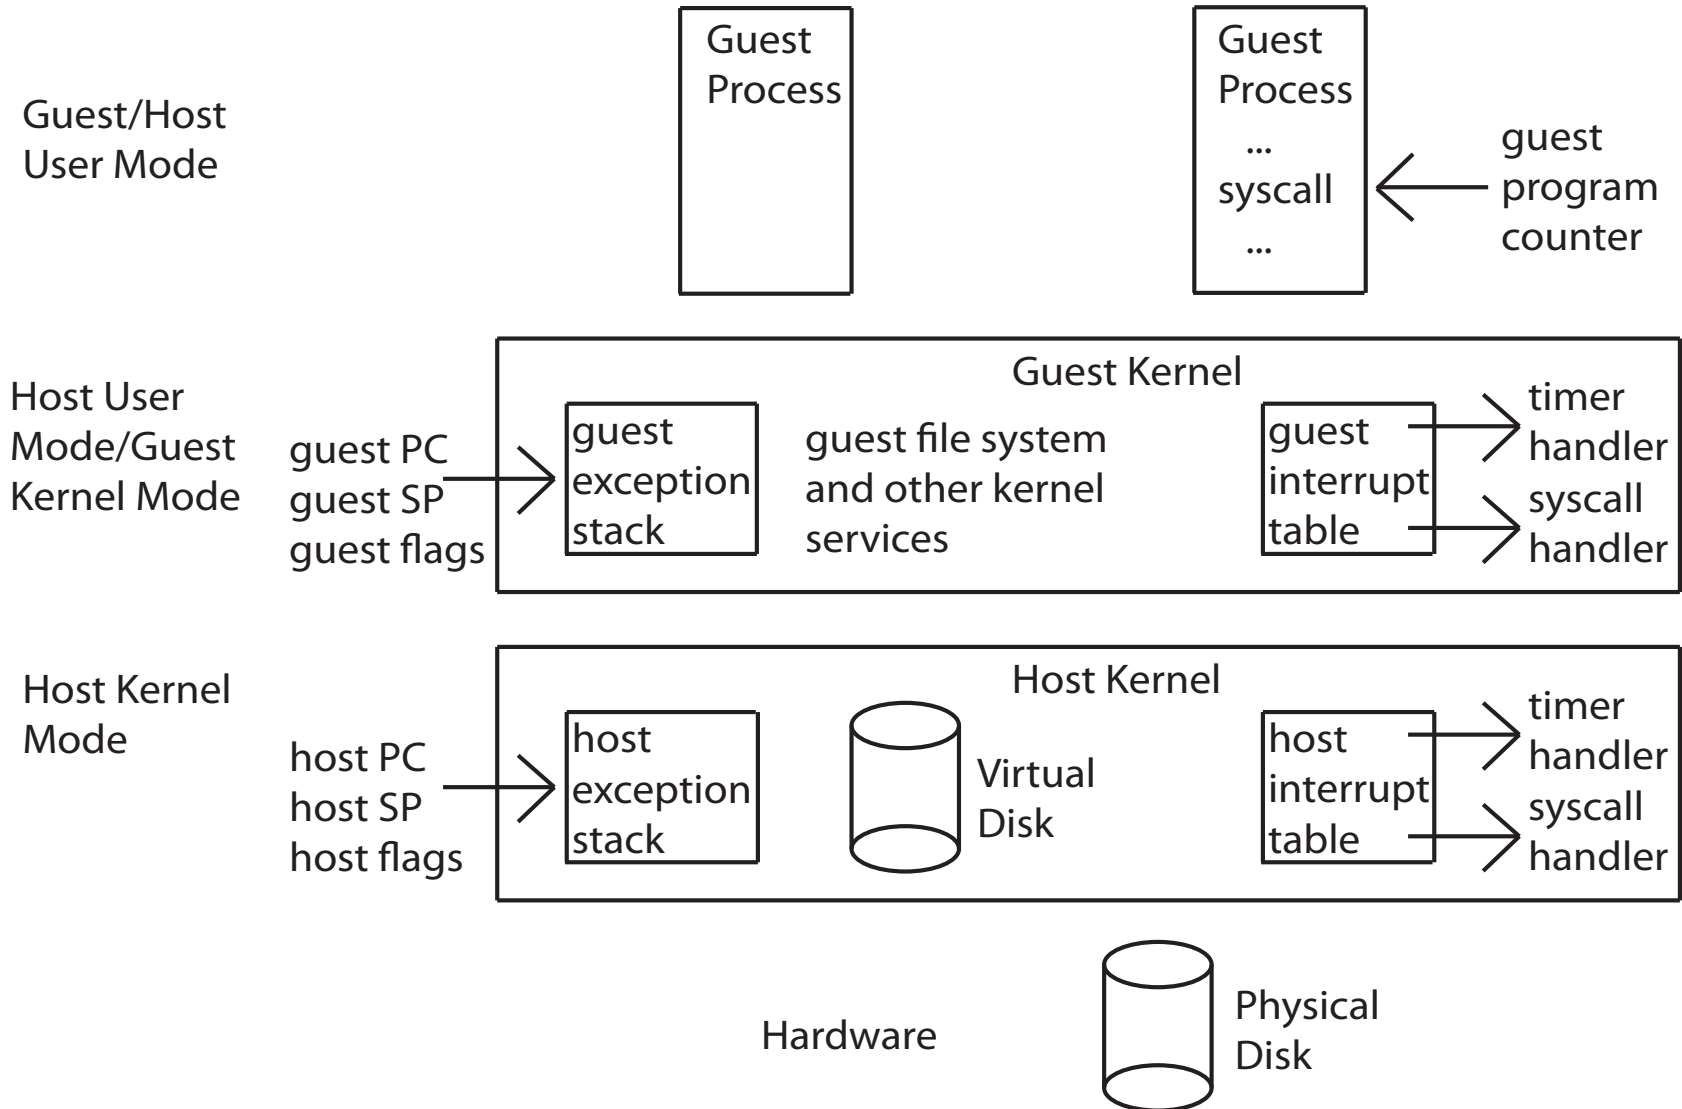 Guest/Host
User Mode
Guest
Process
Guest
Process
...
syscall
...
guest
program
counter
Host User
Mode/Guest
Kernel Mode
guest PC
guest SP
guest flags
Guest Kernel
guest
exception
stack
guest file system
and other kernel
services
guest
interrupt
table
timer
handler
syscall
handler
Host Kernel
Mode
host PC
host SP
host flags
Host Kernel
host
exception
stack
Virtual
Disk
host
interrupt
table
timer
handler
syscall
handler
Hardware
Physical
Disk